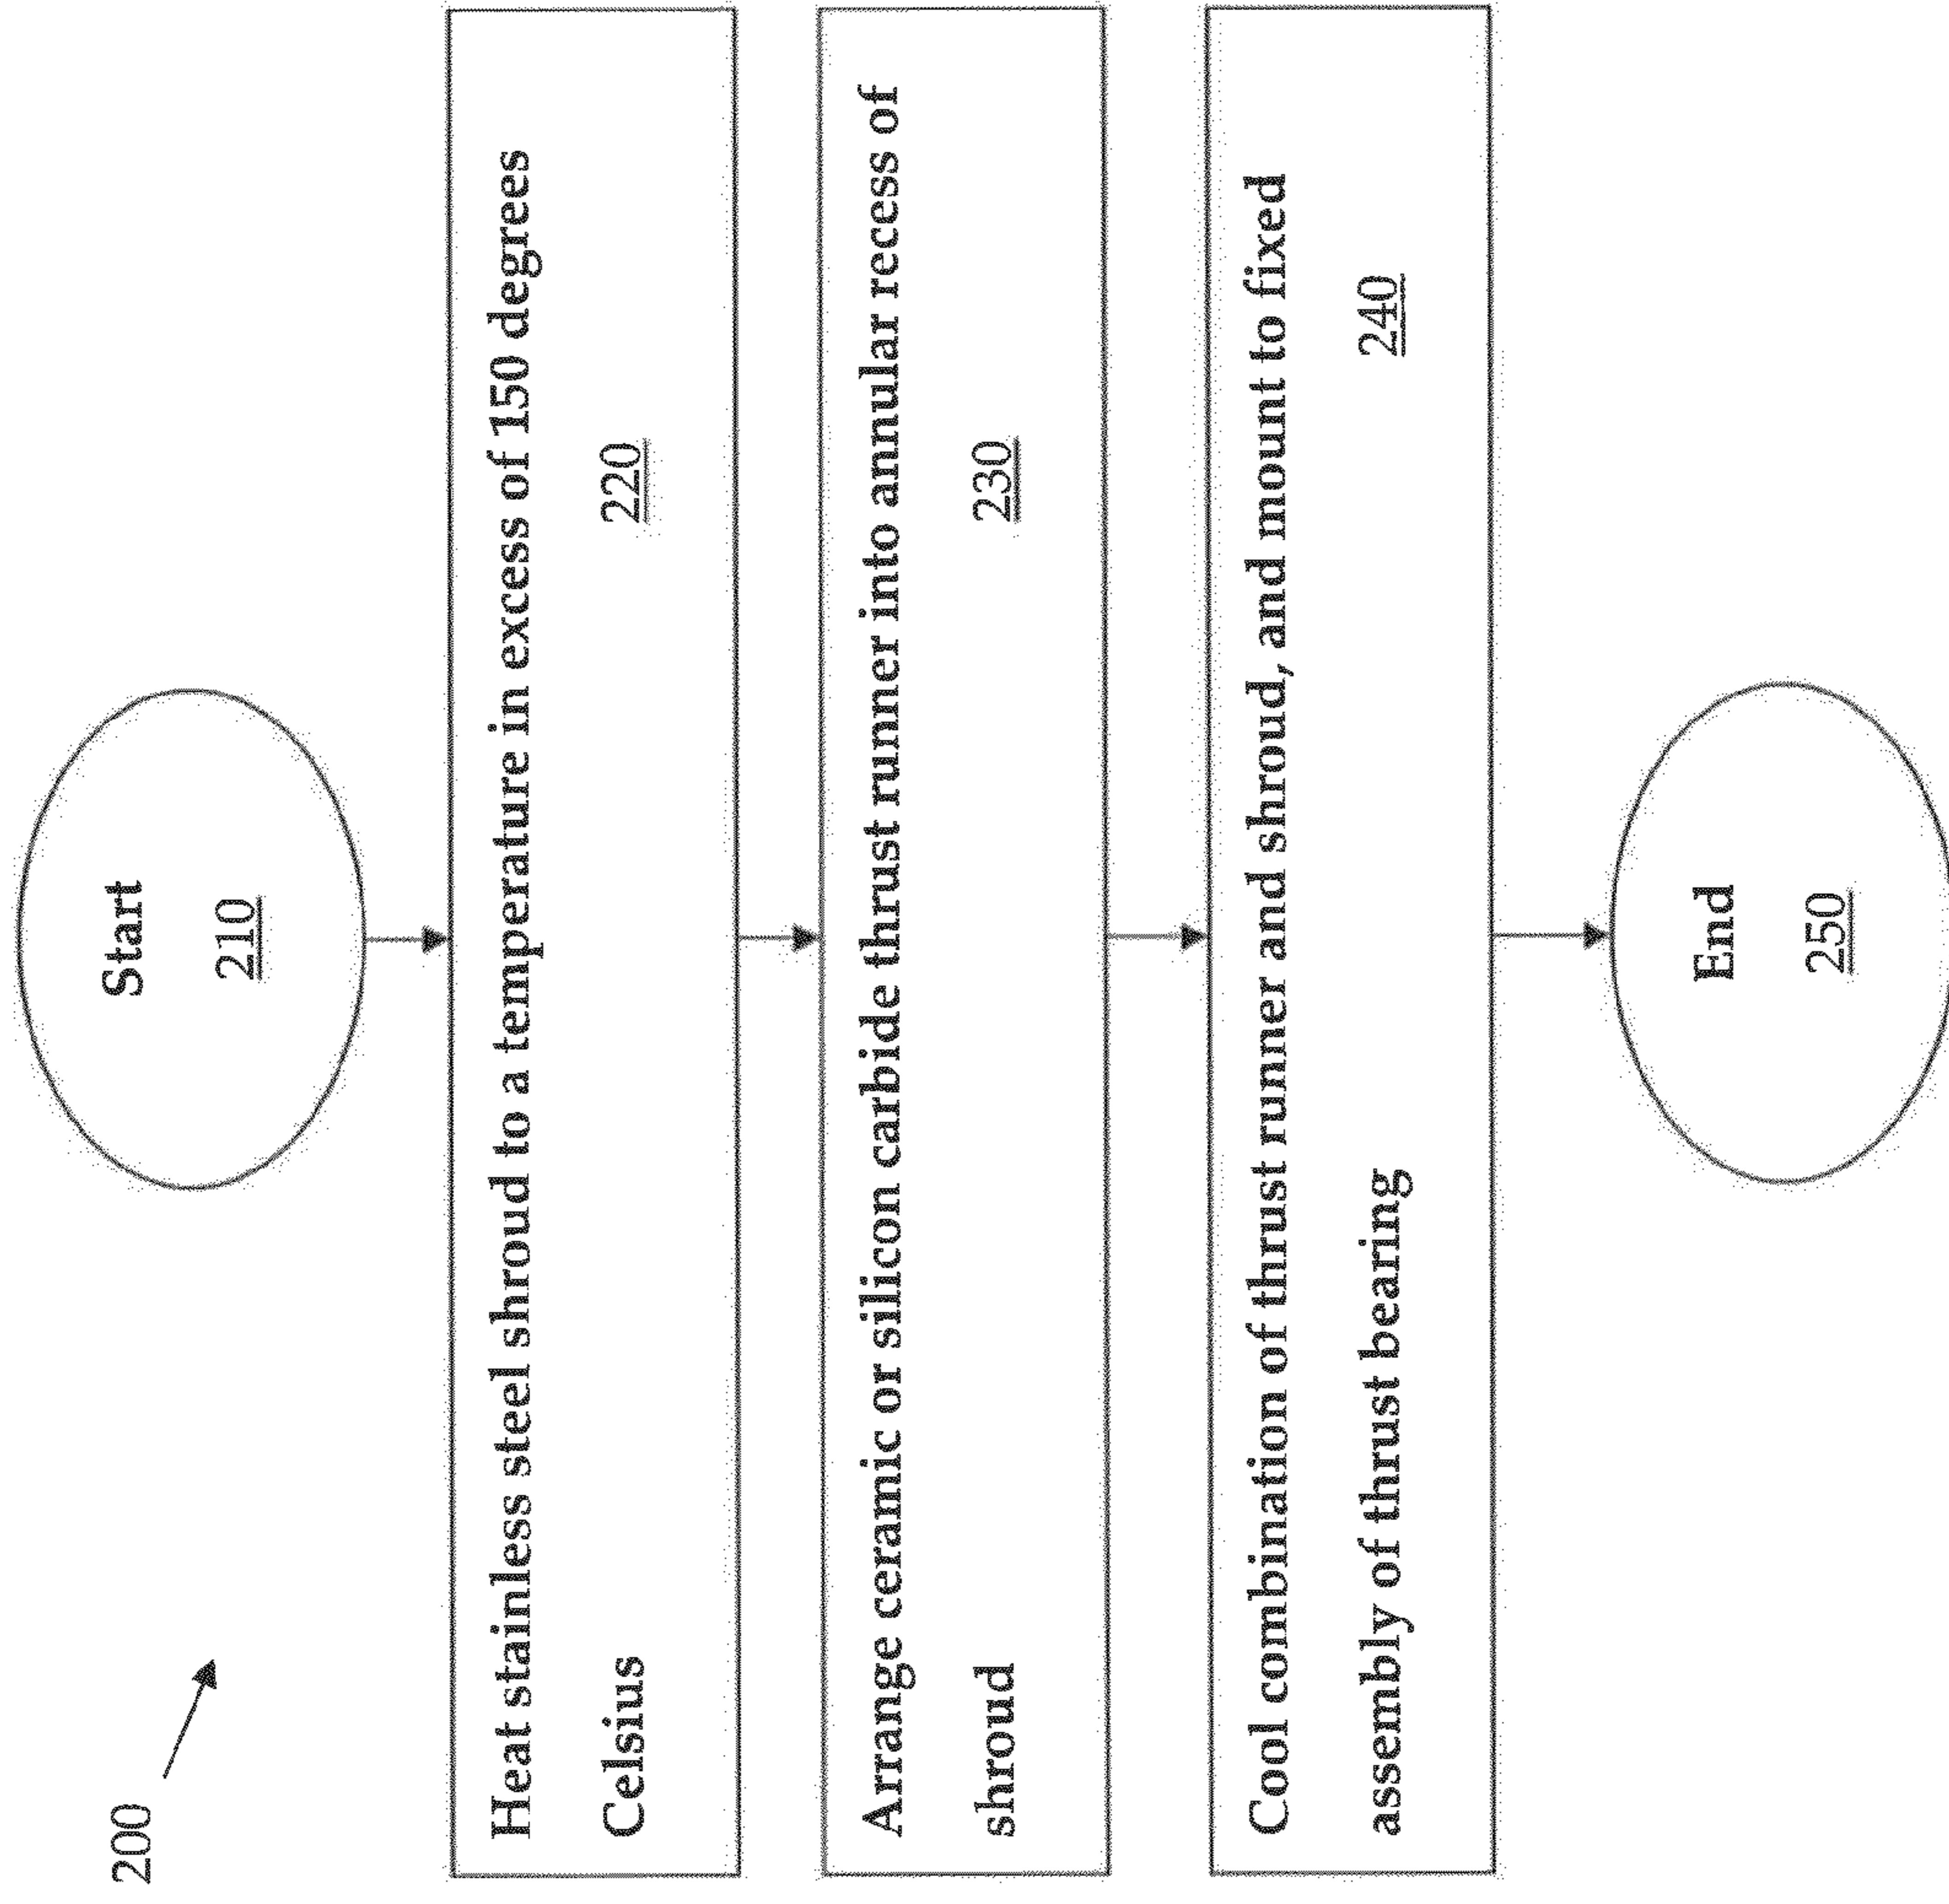 200
Start
210
Heat stainless steel shroud to a temperature in excess of 150 degrees
Celsius 220
Arrange ceramic or silicon carbide thrust runner into annular recess of
shroud 230
Cool combination of thrust runner and shroud, and mount to fixed
assembly of thrust bearing 240
End
250